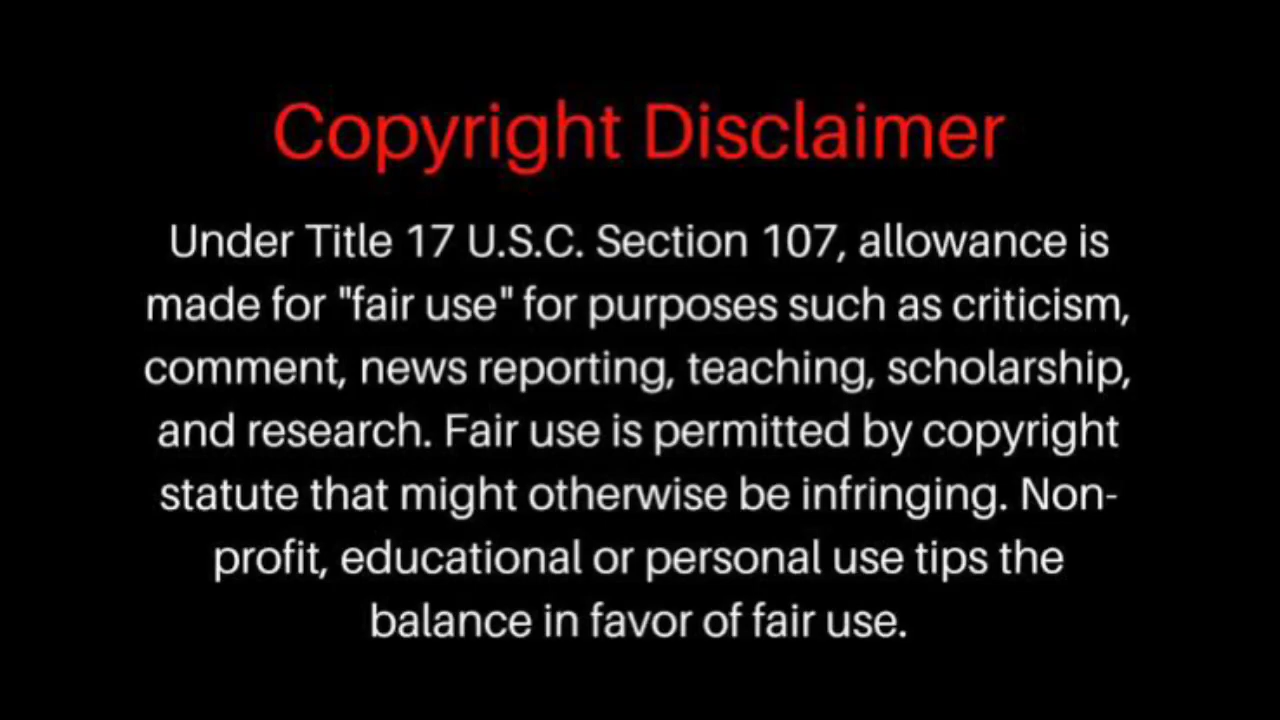 Copyright Disclaimer
Under Title 17 U.S.C. Section 107, allowance is
made for "fair use" for purposes such as criticism,
comment, news reporting, teaching, scholarship,
and research. Fair use is permitted by copyright
statute that might otherwise be infringing. Non-
profit, educational or personal use tips the
balance in favor of fair use.